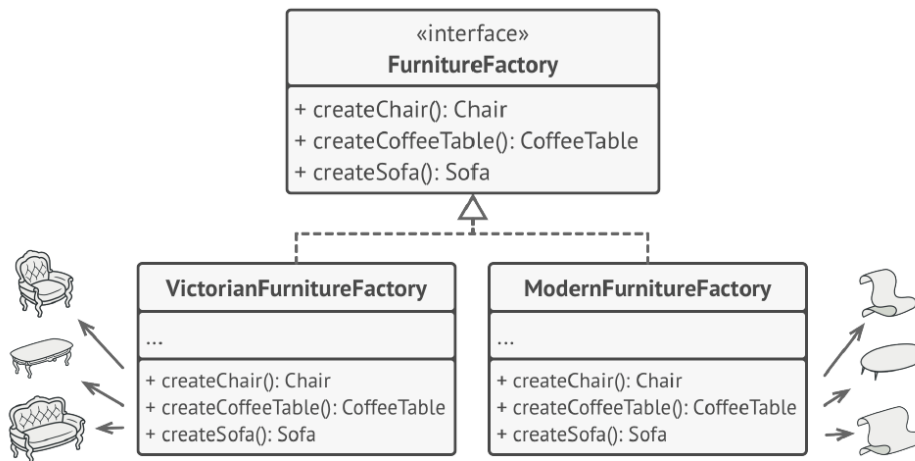 «interface»
FurnitureFactory
+ createChair(): Chair
+ createCoffeeTable(): CoffeeTable
+ createSofa(): Sofa
VictorianFurnitureFactory
...
+ createChair(): Chair
+ createCoffeeTable(): CoffeeTable
+ createSofa(): Sofa
ModernFurnitureFactory
...
+ createChair(): Chair
+ createCoffeeTable(): CoffeeTable
+ createSofa(): Sofa